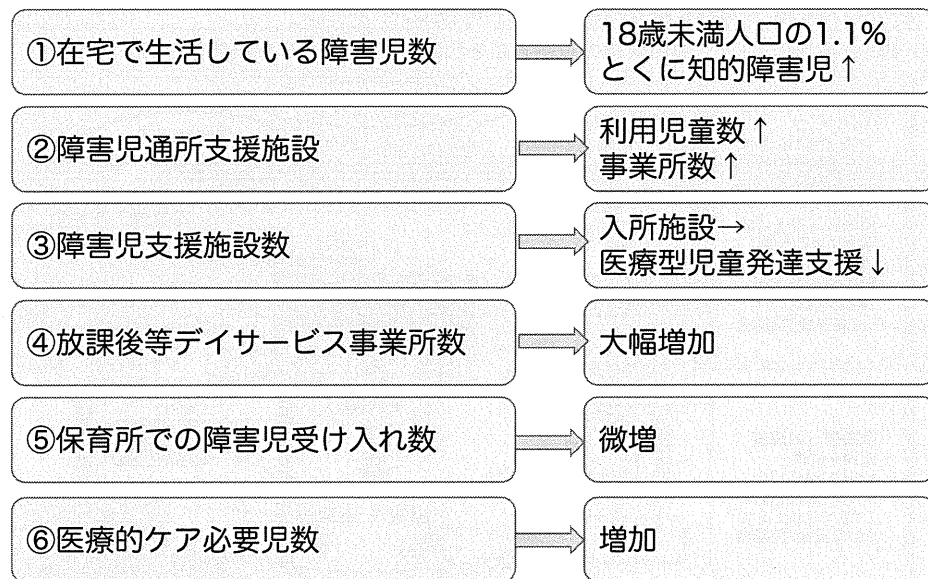 ①在宅で生活している障害児数
18歳未満人口の1.1%
とくに知的障害児↑
②障害児通所支援施設
利用児童数↑
事業所数↑
③障害児支援施設数
入所施設→
医療型児童発達支援↓
④放課後等デイサービス事業所数
大幅増加
⑤保育所での障害児受け入れ数
微増
⑥医療的ケア必要児数
増加